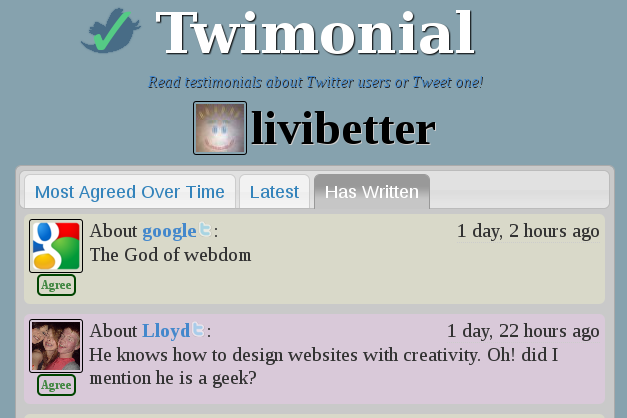 Twimonial
Read testimonials about Twitter users or Tweet one!
livibetter
Most Agreed Over Time
Latest
Has Written
About google:
1 day, 2 hours ago
The God of webdom
Agree
About Lloyd:
1 day, 22 hours ago
He knows how to design websites with creativity. Oh! did I
mention he is a geek?
Agree